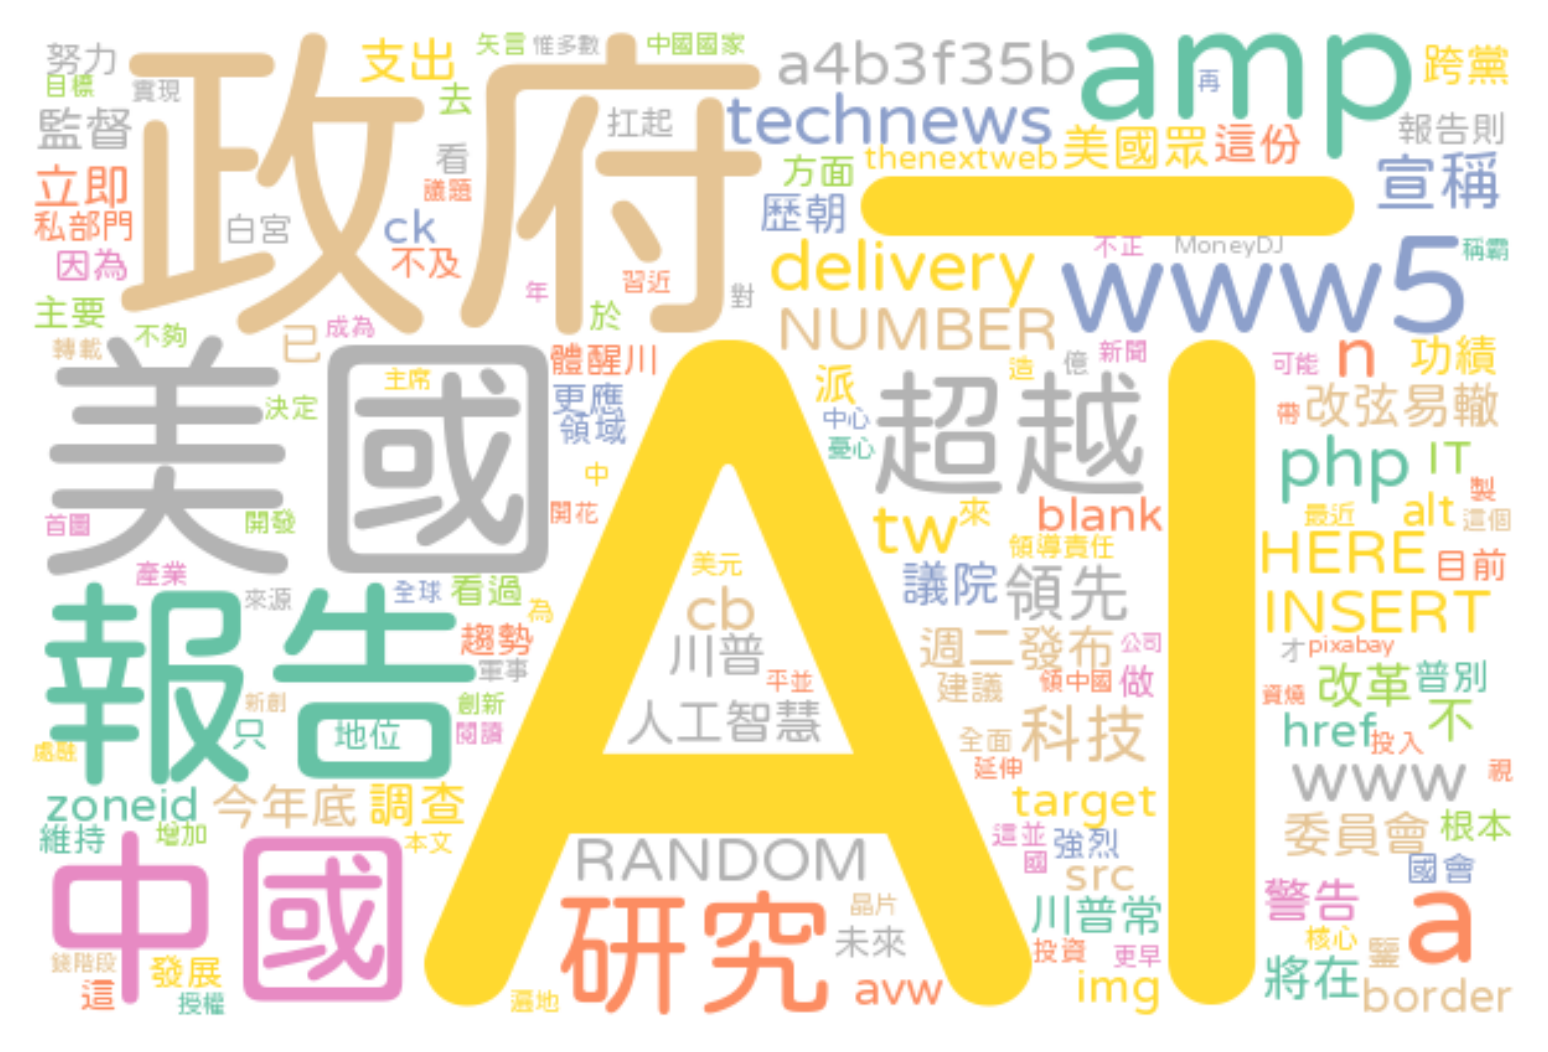 努力
目標
實現
監督
立即
私部門
因為
主要
不夠
轉載
政府
支出
去
矢言
惟多數
中國國家
扛起
看
議題
白宮
ck
不及
年
習近
於
對
已
成為
a4b3f35b
amp
再
跨黨
technews
thenextweb
美國眾
這份
報告則
方面
歷朝
一
宣稱
不正
MoneyDJ
稱霸
delivery
www5
NUMBER
美國
主席
決定
首圖
開發
體醒川
更應
領域
中
開花
AI
派
中心
憂心
造
億
新聞
超越
可能
n
功績
帶
改弦易轍
php
IT
製
最近
alt
這個
tw
來
blank
領導責任
HERE
目前
議院
領先
INSERT
產業
來源
全球
看過
為
趨勢
軍事
報告
新創
只
地位
創新
閱讀
美元
cb
川普
平並
人工智慧
週二發布
公司
建議
領中國
做
才
pixabay
資燒
改革
普別
href
投入
不
全面
科技
延伸
www
視
zoneid
今年底
調查
維持
增加
本文
target
這並
國
強烈
src
委員會
根本
國會
中國
RANDOM
研究
晶片
未來
川普常
投資
更早
警告
核心
a
發展
這
授權
遍地
avw
img
將在
border